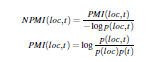 NPMI(loc,t) = PMI(loc,t) / −log p(loc,t)
PMI(loc,t) = log p(loc,t) / p(loc)p(t)